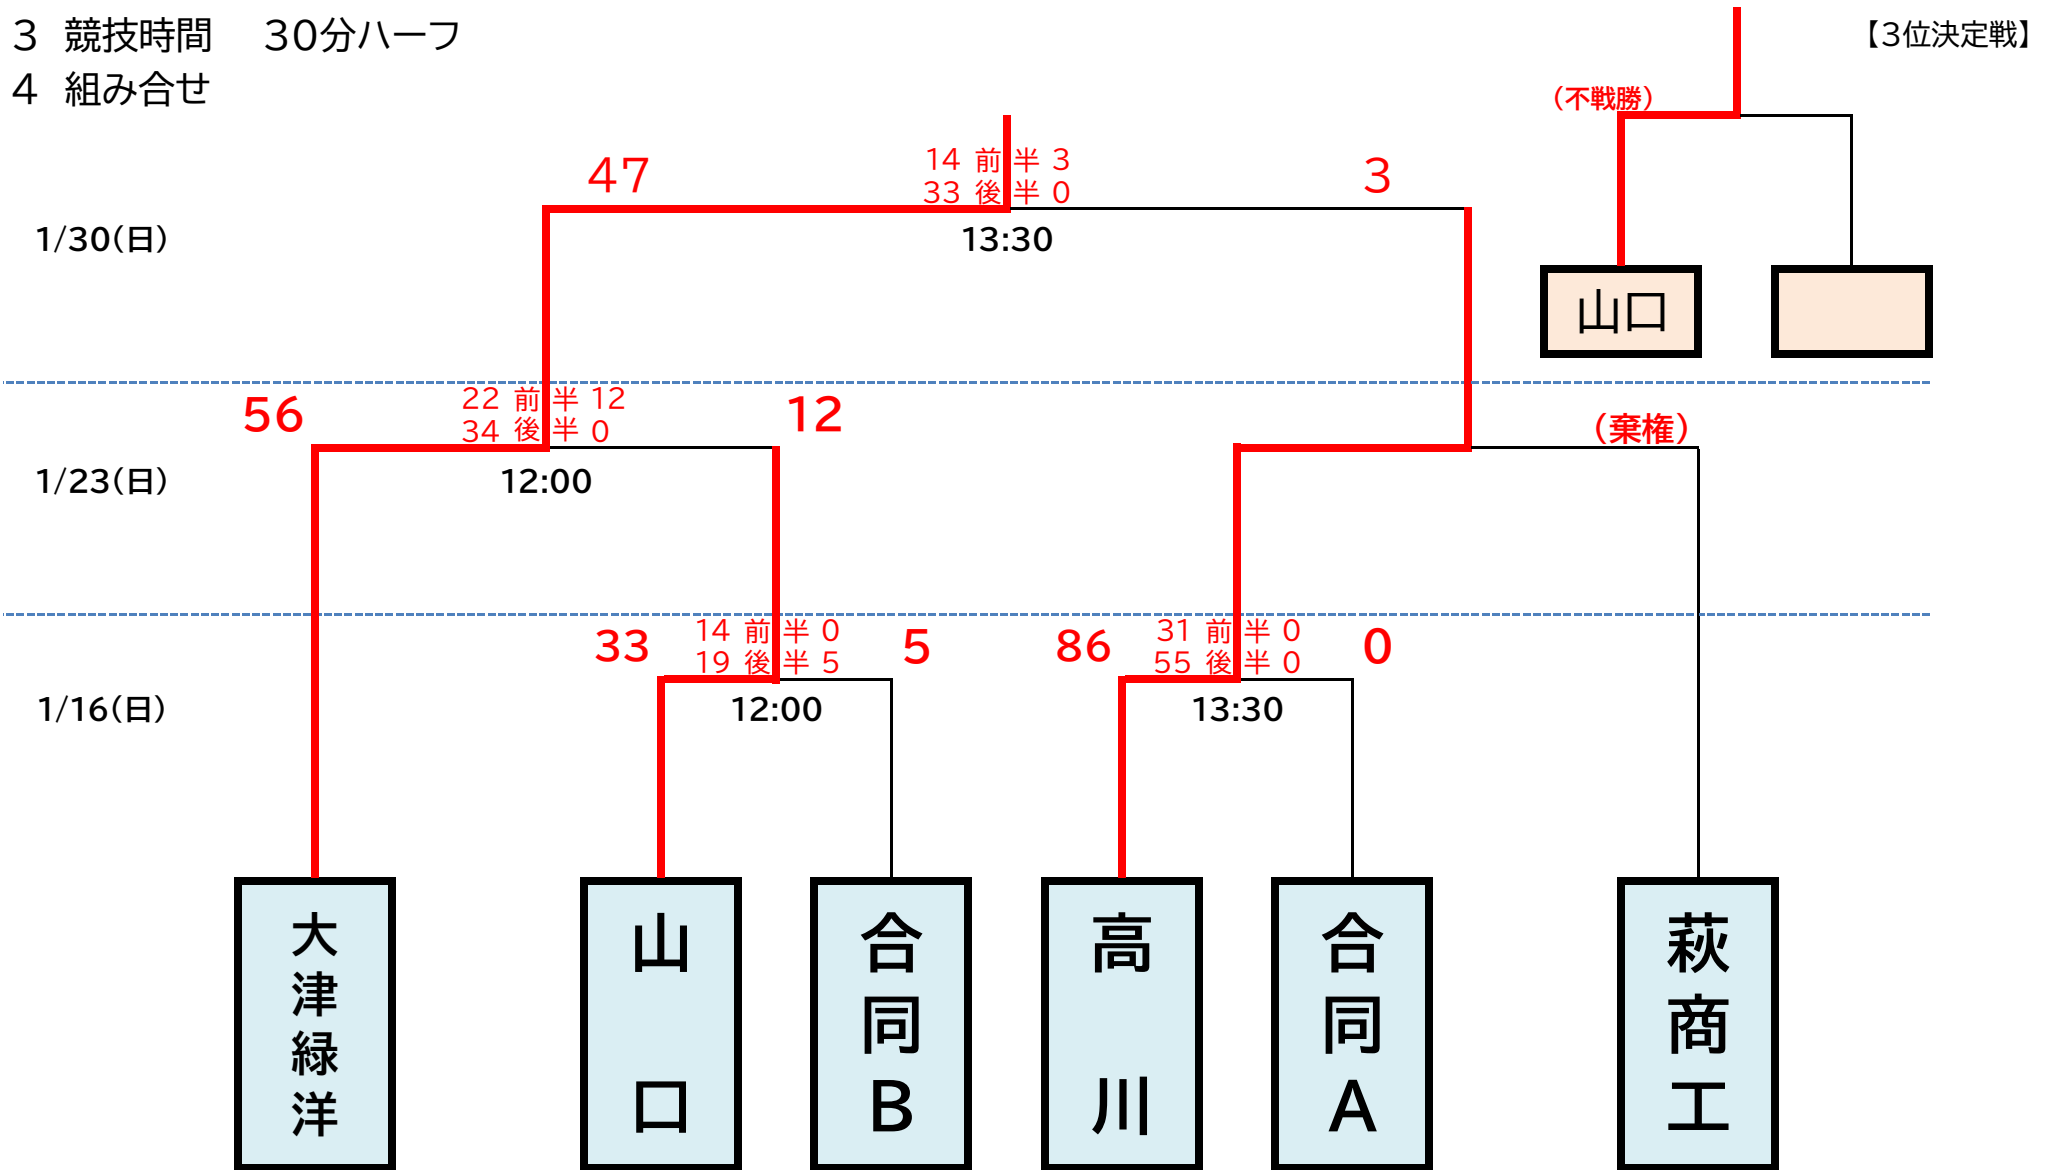 ３ 競技時間　３０分ハーフ
【３位決定戦】
４ 組み合せ
（不戦勝）
47
14 前 半 3
3
33 後 半 0
1/30(日)
13:30
山口
56
22 前 半 12
12
（棄権）
34 後 半 0
1/23(日)
12:00
33
14 前 半 0
5
86
31 前 半 0
0
19 後 半 5
55 後 半 0
1/16(日)
12:00
13:30
大津緑洋
山口
合同B
高川
合同A
萩商工